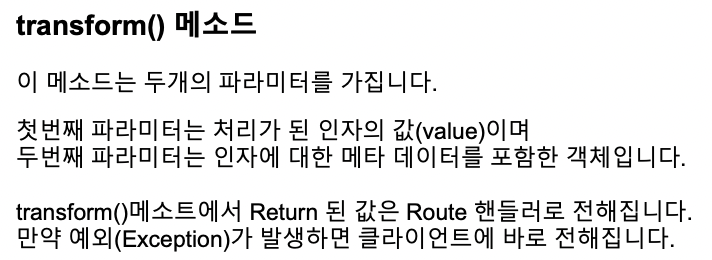 transform() 메소드
이 메소드는 두개의 파라미터를 가집니다.
첫번째 파라미터는 처리가 된 인자의 값(value)이며
두번째 파라미터는 인자에 대한 메타 데이터를 포함한 객체입니다.
transform()메소트에서 Return 된 값은 Route 핸들러로 전해집니다.
만약 예외(Exception)가 발생하면 클라이언트에 바로 전해집니다.